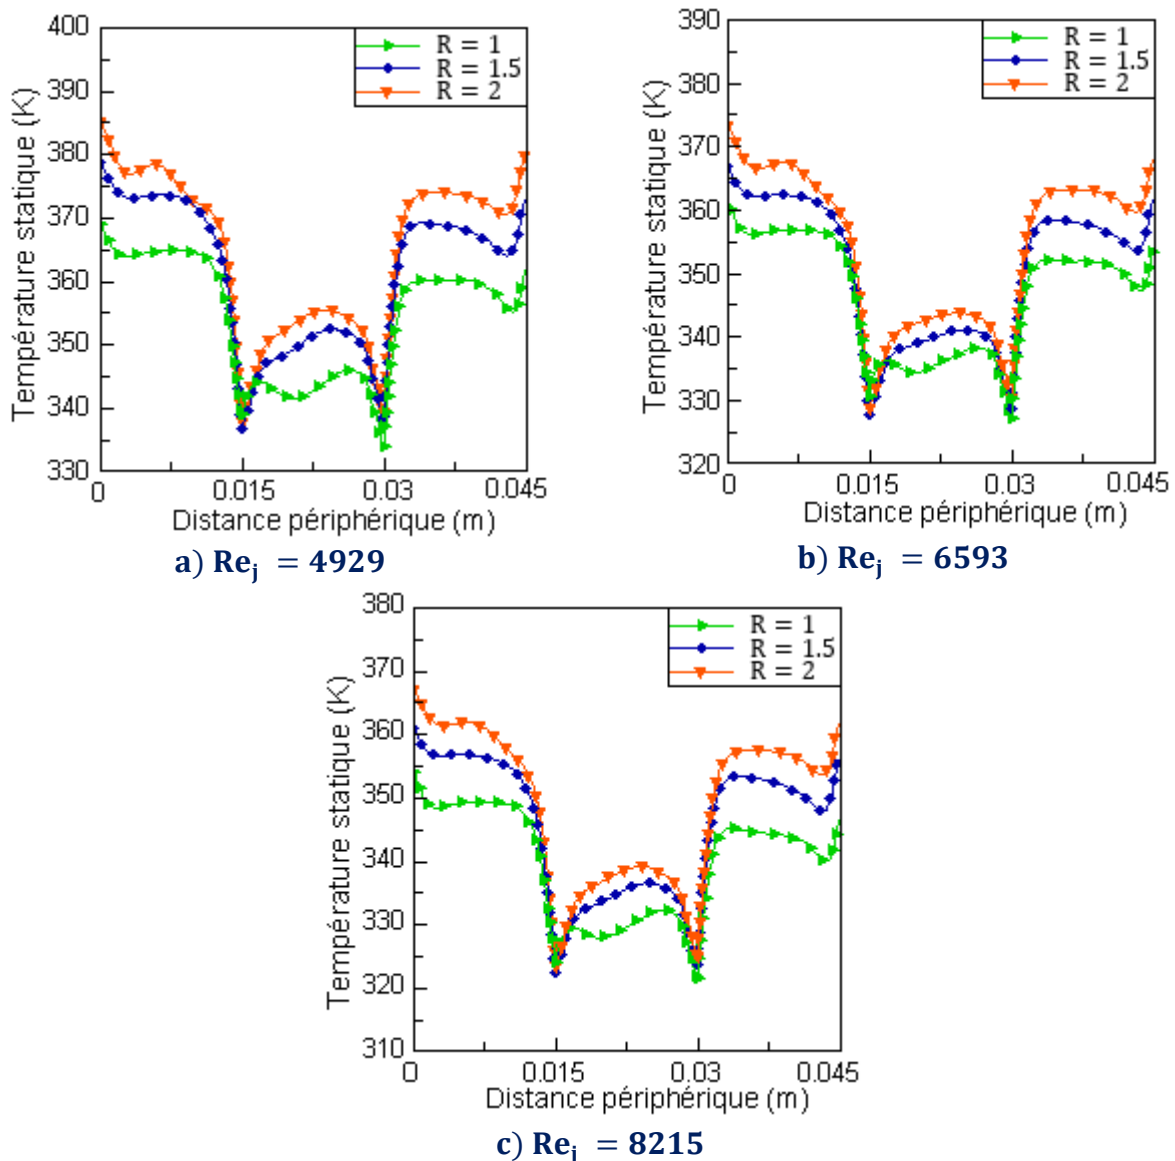 400
390
380
370
360
350
340
330
Température statique (K)
R = 1
R = 1.5
R = 2
0
0.015
0.03
0.045
Distance périphérique (m)
a) Re_j = 4929
390
380
370
360
350
340
330
320
Température statique (K)
R = 1
R = 1.5
R = 2
0
0.015
0.03
0.045
Distance périphérique (m)
b) Re_j = 6593
380
370
360
350
340
330
320
310
Température statique (K)
R = 1
R = 1.5
R = 2
0
0.015
0.03
0.045
Distance périphérique (m)
c) Re_j = 8215